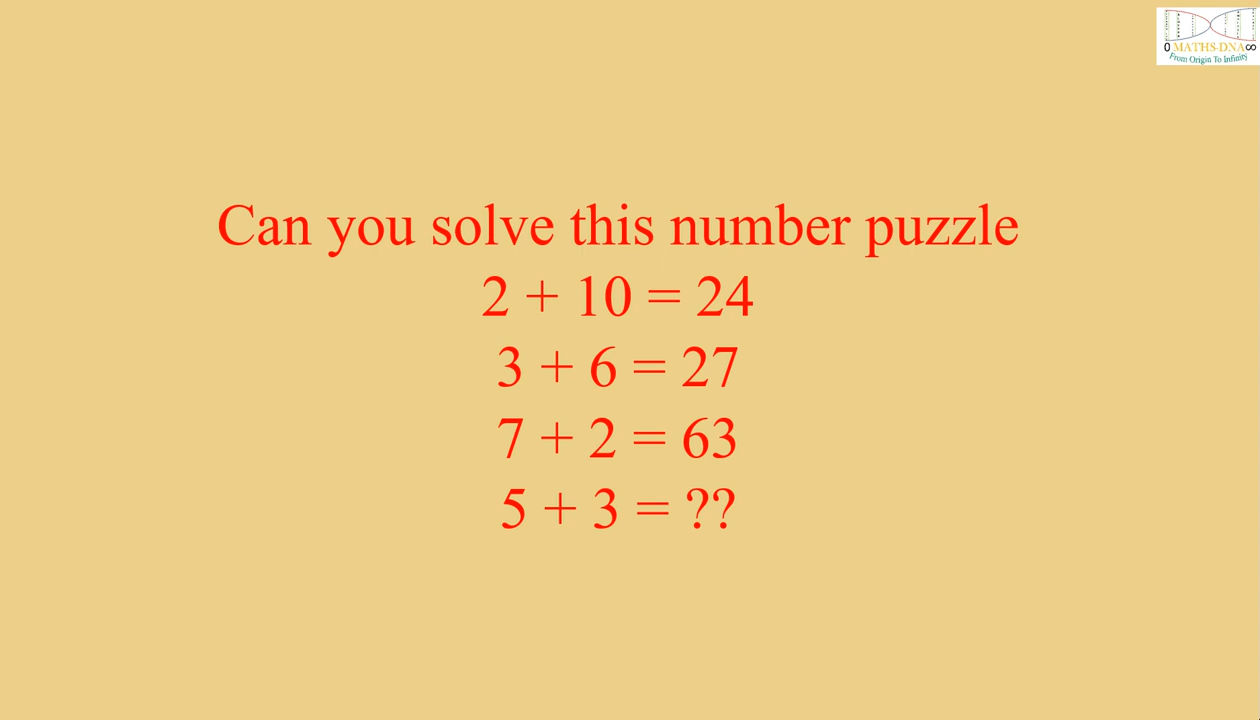 0 MATHS-DNA∞
From Origin To Infinity
Can you solve this number puzzle
2 + 10 = 24
3 + 6 = 27
7 + 2 = 63
5 + 3 = ??